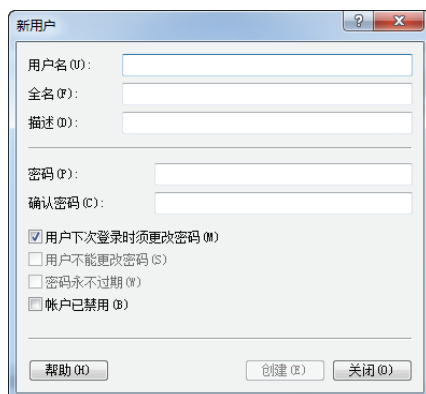 新用户
用户名(U):
全名(F):
描述(D):
密码(P):
确认密码(C):
用户下次登录时须更改密码(M)
用户不能更改密码(S)
密码永不过期(W)
帐户已禁用(B)
帮助(H) 创建(E) 关闭(O)